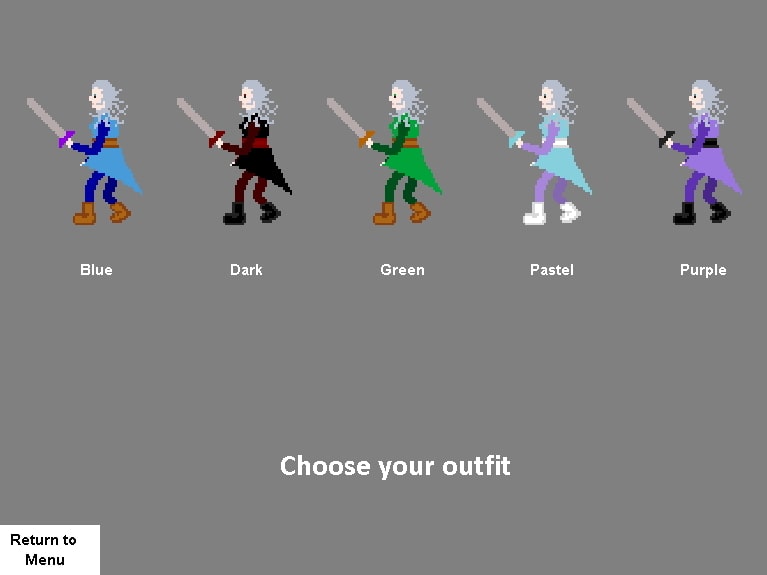 Blue
Dark
Green
Pastel
Purple
Choose your outfit
Return to
Menu